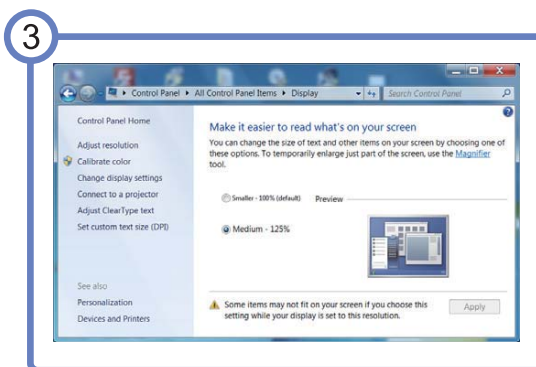 3
Control Panel ▸ All Control Panel Items ▸ Display
Search Control Panel
Control Panel Home
Adjust resolution
Calibrate color
Change display settings
Connect to a projector
Adjust ClearType text
Set custom text size (DPI)
See also
Personalization
Devices and Printers
Make it easier to read what's on your screen
You can change the size of text and other items on your screen by choosing one of
these options. To temporarily enlarge just part of the screen, use the Magnifier
tool.
Smaller - 100% (default)
Preview
Medium - 125%
Some items may not fit on your screen if you choose this
setting while your display is set to this resolution.
Apply